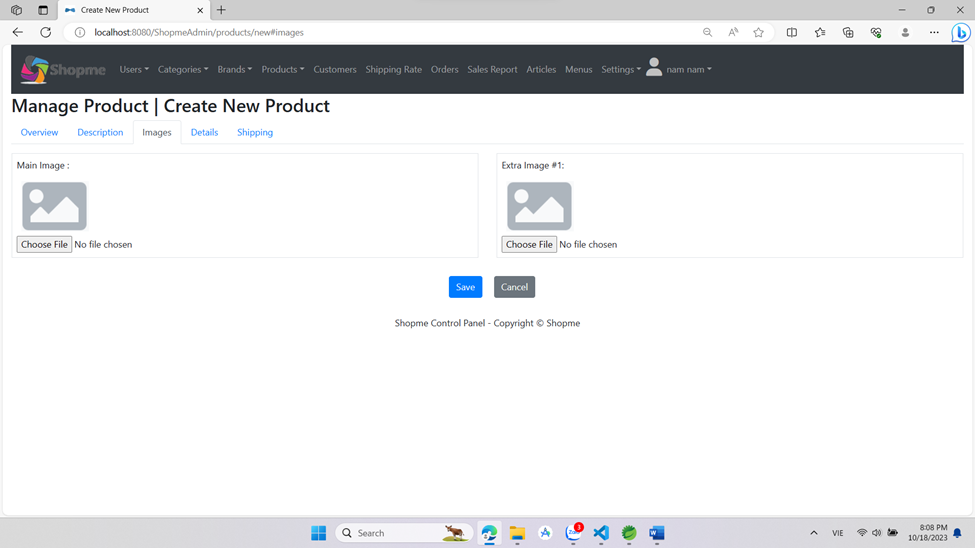 Create New Product
localhost:8080/ShopmeAdmin/products/new#images
Shopme Users Categories Brands Products Customers Shipping Rate Orders Sales Report Articles Menus Settings nam nam
Manage Product | Create New Product
Overview Description Images Details Shipping
Main Image :
Choose File No file chosen
Extra Image #1:
Choose File No file chosen
Save Cancel
Shopme Control Panel - Copyright © Shopme
Search
3
VIE
8:08 PM
10/18/2023